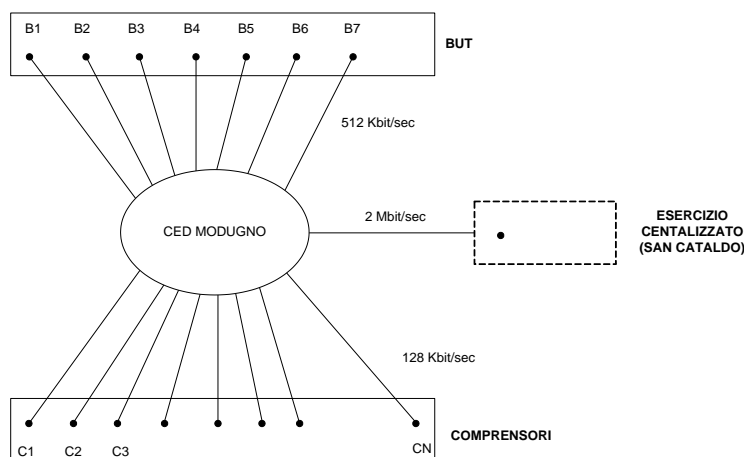 B1 B2 B3 B4 B5 B6 B7
BUT
512 Kbit/sec
CED MODUGNO
2 Mbit/sec
ESERCIZIO
CENTALIZZATO
(SAN CATALDO)
128 Kbit/sec
COMPRENSORI
C1 C2 C3 CN